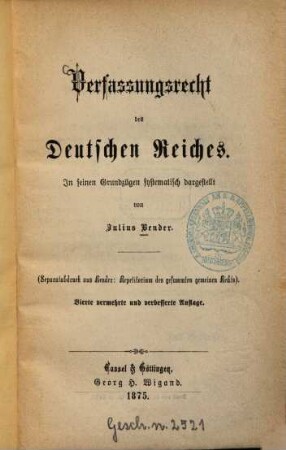 Verfassungsrecht
des
Deutschen Reiches.
In seinen Grundzügen systematisch dargestellt
von
Julius Bender.
(Separatabdruck aus Bender: Repetitorium des gesammten gemeinen Rechts).
Vierte vermehrte und verbesserte Auflage.
Cassel & Göttingen.
Georg H. Wigand.
1875.
Gesch. n. 2321